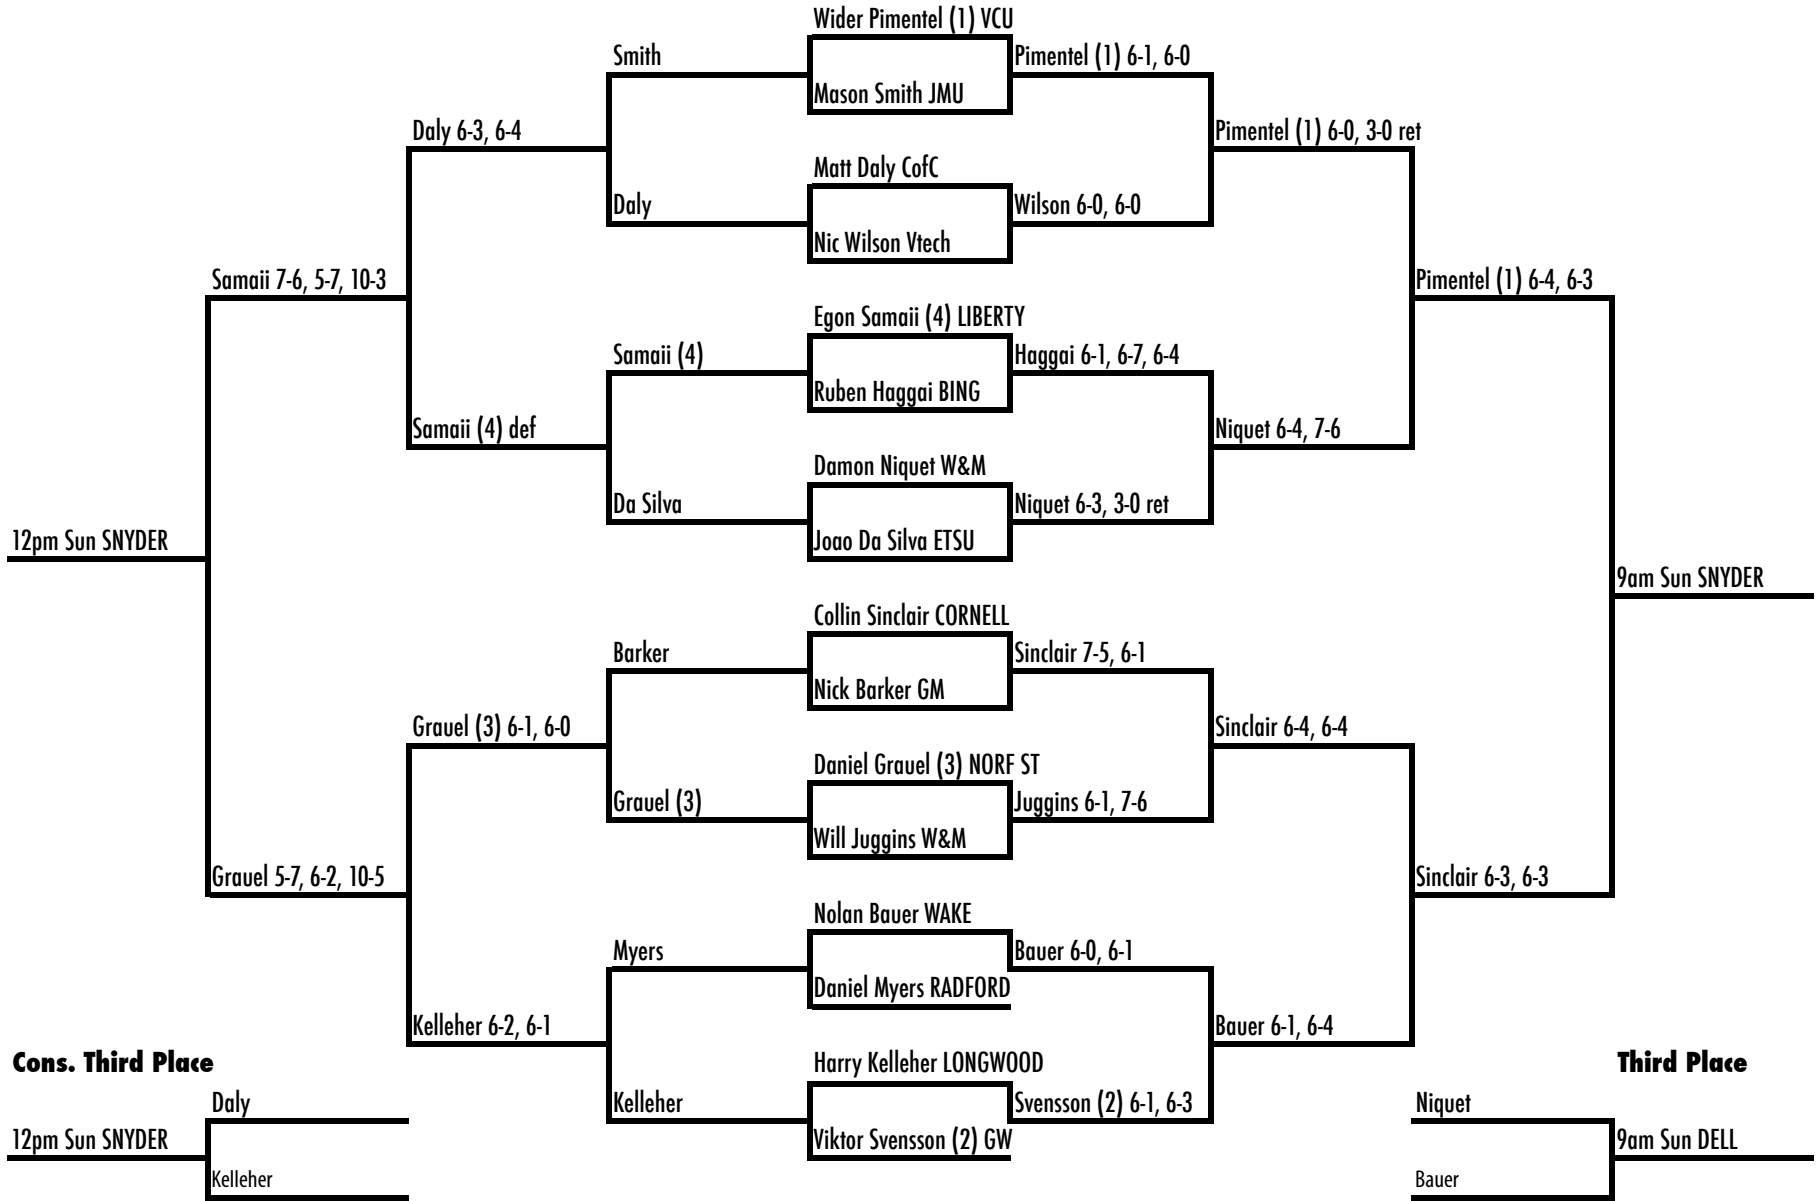 Wider Pimentel (1) VCU
Smith
Pimentel (1) 6-1, 6-0
Mason Smith JMU
Daly 6-3, 6-4
Pimentel (1) 6-0, 3-0 ret
Matt Daly CofC
Daly
Wilson 6-0, 6-0
Nic Wilson Vtech
Samaii 7-6, 5-7, 10-3
Pimentel (1) 6-4, 6-3
Egon Samaii (4) LIBERTY
Samaii (4)
Haggai 6-1, 6-7, 6-4
Ruben Haggai BING
Samaii (4) def
Niquet 6-4, 7-6
Damon Niquet W&M
Da Silva
Niquet 6-3, 3-0 ret
12pm Sun SNYDER
Joao Da Silva ETSU
9am Sun SNYDER
Collin Sinclair CORNELL
Barker
Sinclair 7-5, 6-1
Nick Barker GM
Grauel (3) 6-1, 6-0
Sinclair 6-4, 6-4
Daniel Grauel (3) NORF ST
Grauel (3)
Juggins 6-1, 7-6
Will Juggins W&M
Grauel 5-7, 6-2, 10-5
Sinclair 6-3, 6-3
Nolan Bauer WAKE
Myers
Bauer 6-0, 6-1
Daniel Myers RADFORD
Kelleher 6-2, 6-1
Bauer 6-1, 6-4
Cons. Third Place
Harry Kelleher LONGWOOD
Third Place
Daly
Kelleher
Svensson (2) 6-1, 6-3
Niquet
12pm Sun SNYDER
Viktor Svensson (2) GW
9am Sun DELL
Kelleher
Bauer